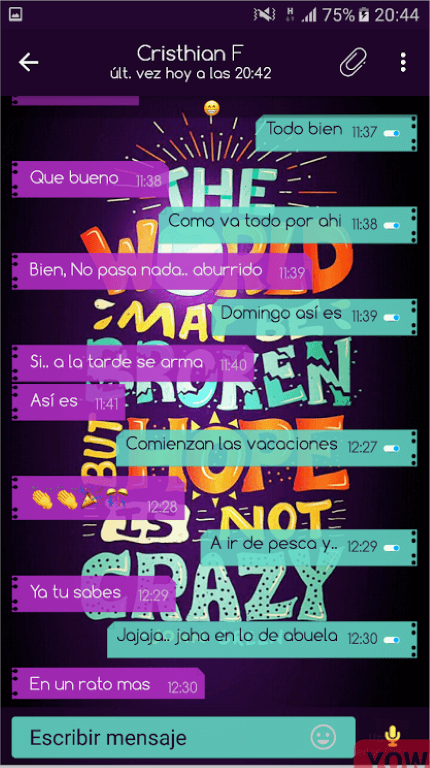 H
75% 20:44
Cristhian F
últ. vez hoy a las 20:42
Todo bien 11:37
Que bueno 11:38
THE
Como va todo por ahi 11:38
WORLD
Bien, No pasa nada.. aburrido 11:39
MAY BE
Domingo así es 11:39
Si.. a la tarde se arma 11:40
BROKEN
Así es 11:41
BUT
HOPE
Comienzan las vacaciones 12:27
12:28
IS NOT
A ir de pesca y.. 12:29
CRAZY
Ya tu sabes 12:29
Jajaja.. jaha en lo de abuela 12:30
En un rato mas 12:30
Escribir mensaje
YOW